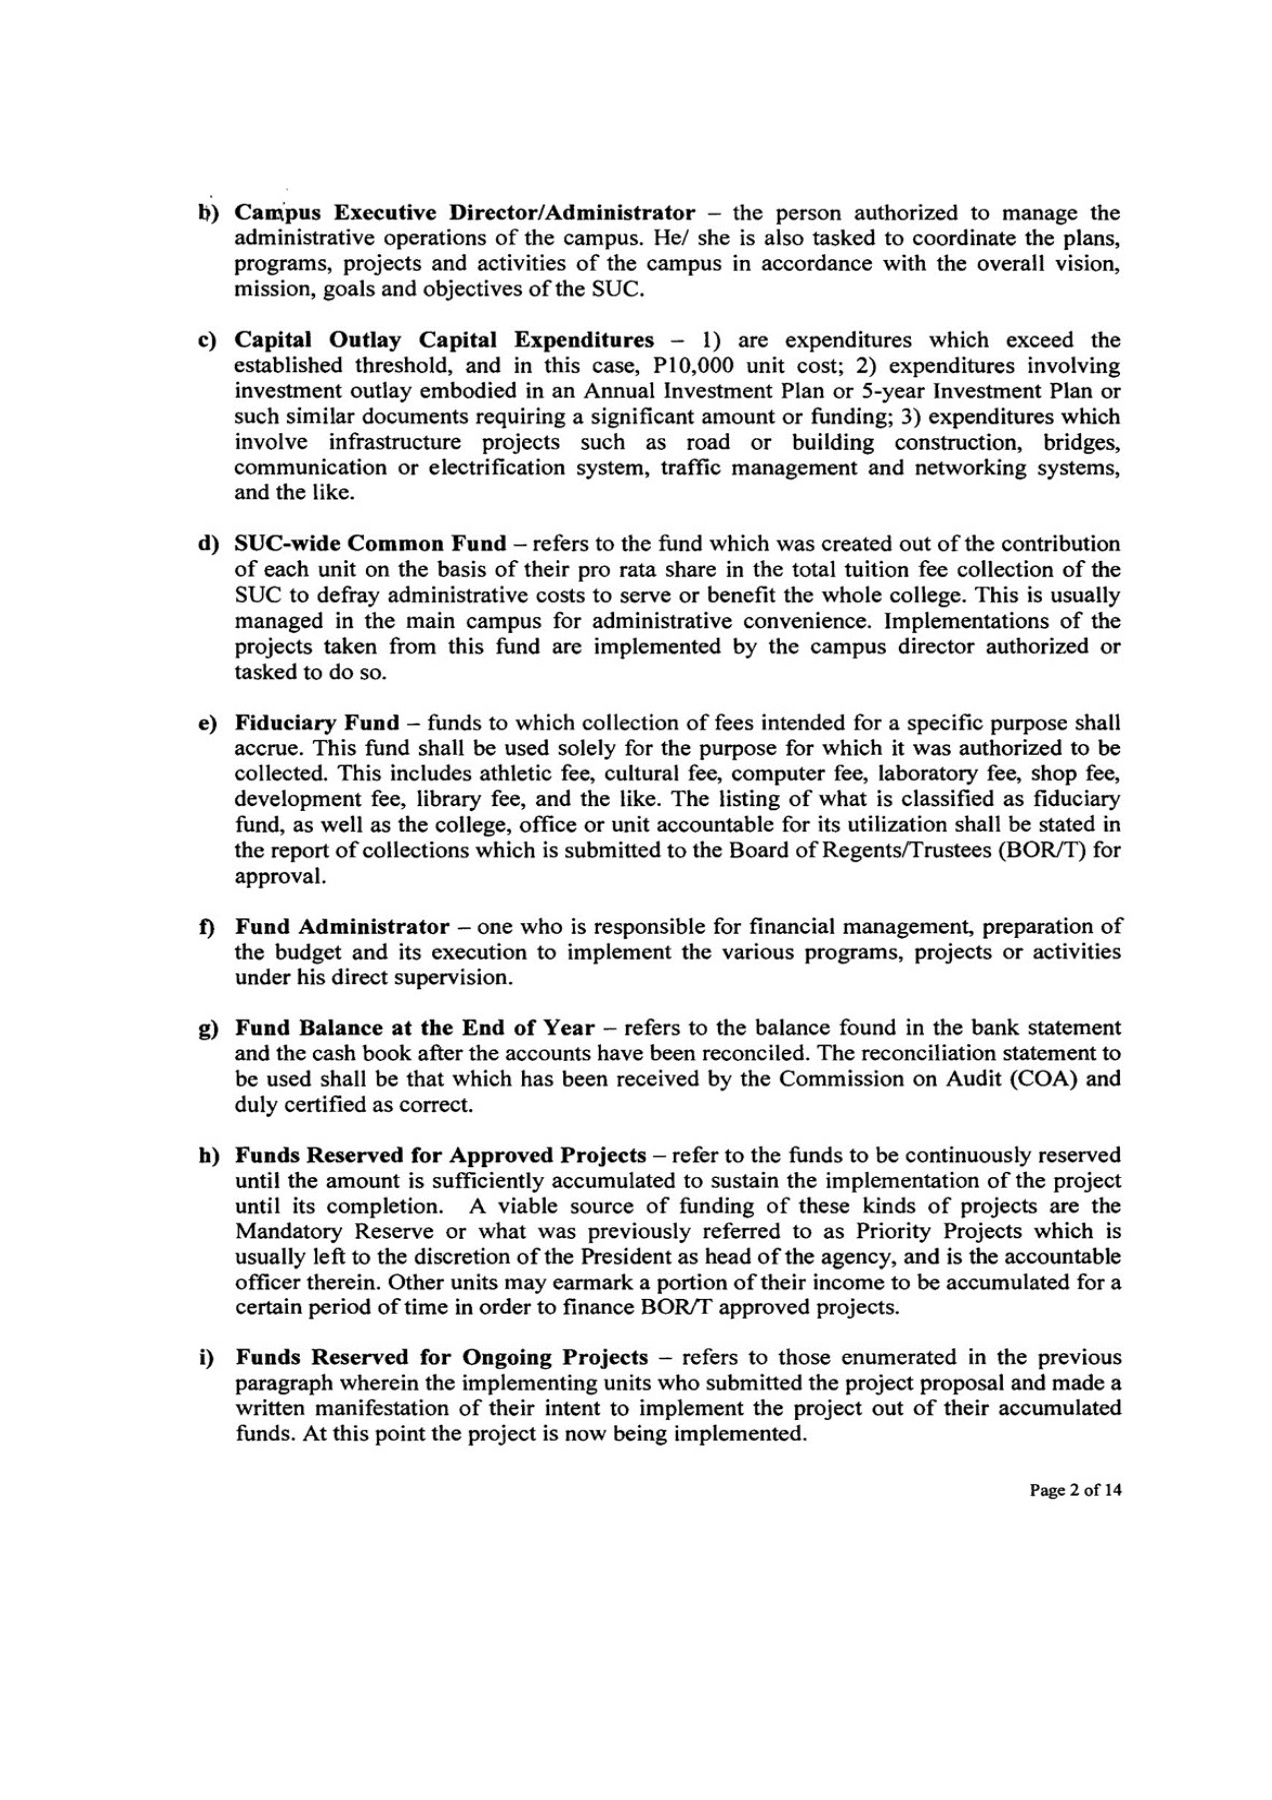 b) Campus Executive Director/Administrator – the person authorized to manage the
administrative operations of the campus. He/ she is also tasked to coordinate the plans,
programs, projects and activities of the campus in accordance with the overall vision,
mission, goals and objectives of the SUC.
c) Capital Outlay Capital Expenditures – 1) are expenditures which exceed the
established threshold, and in this case, P10,000 unit cost; 2) expenditures involving
investment outlay embodied in an Annual Investment Plan or 5-year Investment Plan or
such similar documents requiring a significant amount or funding; 3) expenditures which
involve infrastructure projects such as road or building construction, bridges,
communication or electrification system, traffic management and networking systems,
and the like.
d) SUC-wide Common Fund – refers to the fund which was created out of the contribution
of each unit on the basis of their pro rata share in the total tuition fee collection of the
SUC to defray administrative costs to serve or benefit the whole college. This is usually
managed in the main campus for administrative convenience. Implementations of the
projects taken from this fund are implemented by the campus director authorized or
tasked to do so.
e) Fiduciary Fund – funds to which collection of fees intended for a specific purpose shall
accrue. This fund shall be used solely for the purpose for which it was authorized to be
collected. This includes athletic fee, cultural fee, computer fee, laboratory fee, shop fee,
development fee, library fee, and the like. The listing of what is classified as fiduciary
fund, as well as the college, office or unit accountable for its utilization shall be stated in
the report of collections which is submitted to the Board of Regents/Trustees (BOR/T) for
approval.
f) Fund Administrator – one who is responsible for financial management, preparation of
the budget and its execution to implement the various programs, projects or activities
under his direct supervision.
g) Fund Balance at the End of Year – refers to the balance found in the bank statement
and the cash book after the accounts have been reconciled. The reconciliation statement to
be used shall be that which has been received by the Commission on Audit (COA) and
duly certified as correct.
h) Funds Reserved for Approved Projects – refer to the funds to be continuously reserved
until the amount is sufficiently accumulated to sustain the implementation of the project
until its completion. A viable source of funding of these kinds of projects are the
Mandatory Reserve or what was previously referred to as Priority Projects which is
usually left to the discretion of the President as head of the agency, and is the accountable
officer therein. Other units may earmark a portion of their income to be accumulated for a
certain period of time in order to finance BOR/T approved projects.
i) Funds Reserved for Ongoing Projects – refers to those enumerated in the previous
paragraph wherein the implementing units who submitted the project proposal and made a
written manifestation of their intent to implement the project out of their accumulated
funds. At this point the project is now being implemented.
Page 2 of 14